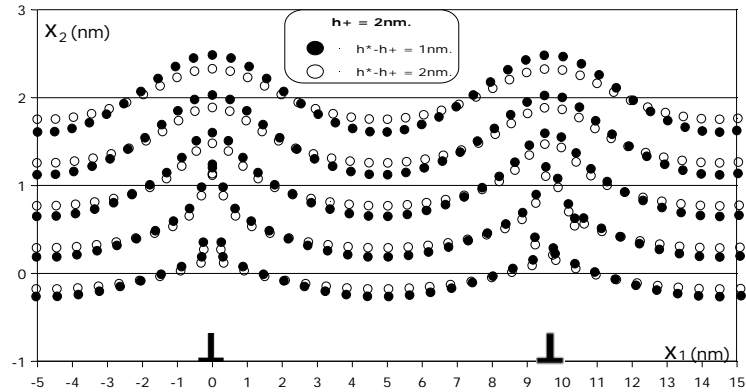 3
x₂ (nm)
2
1
0
-1
h+ = 2nm.
● · h*-h+ = 1nm.
○ · h*-h+ = 2nm.
x₁ (nm)
-5 -4 -3 -2 -1 0 1 2 3 4 5 6 7 8 9 10 11 12 13 14 15